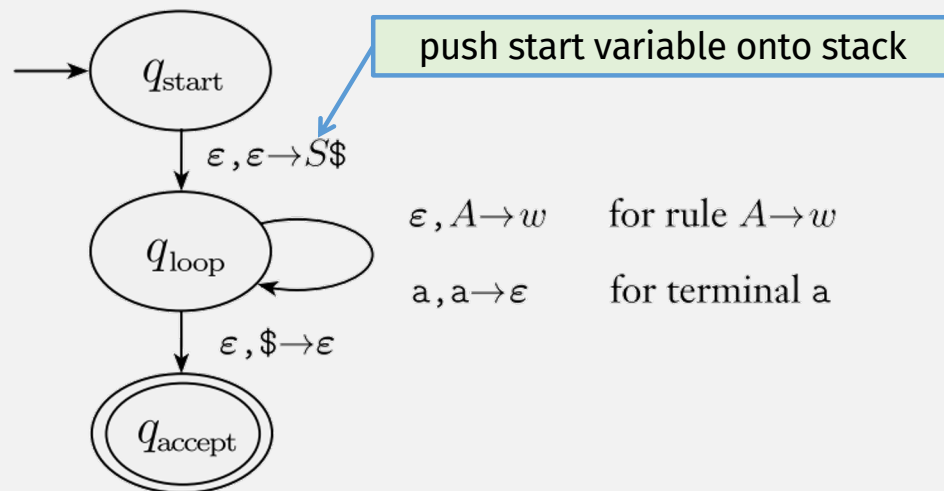 q_start
push start variable onto stack
ε,ε→S$
q_loop
ε,A→w for rule A→w
a,a→ε for terminal a
ε,$→ε
q_accept